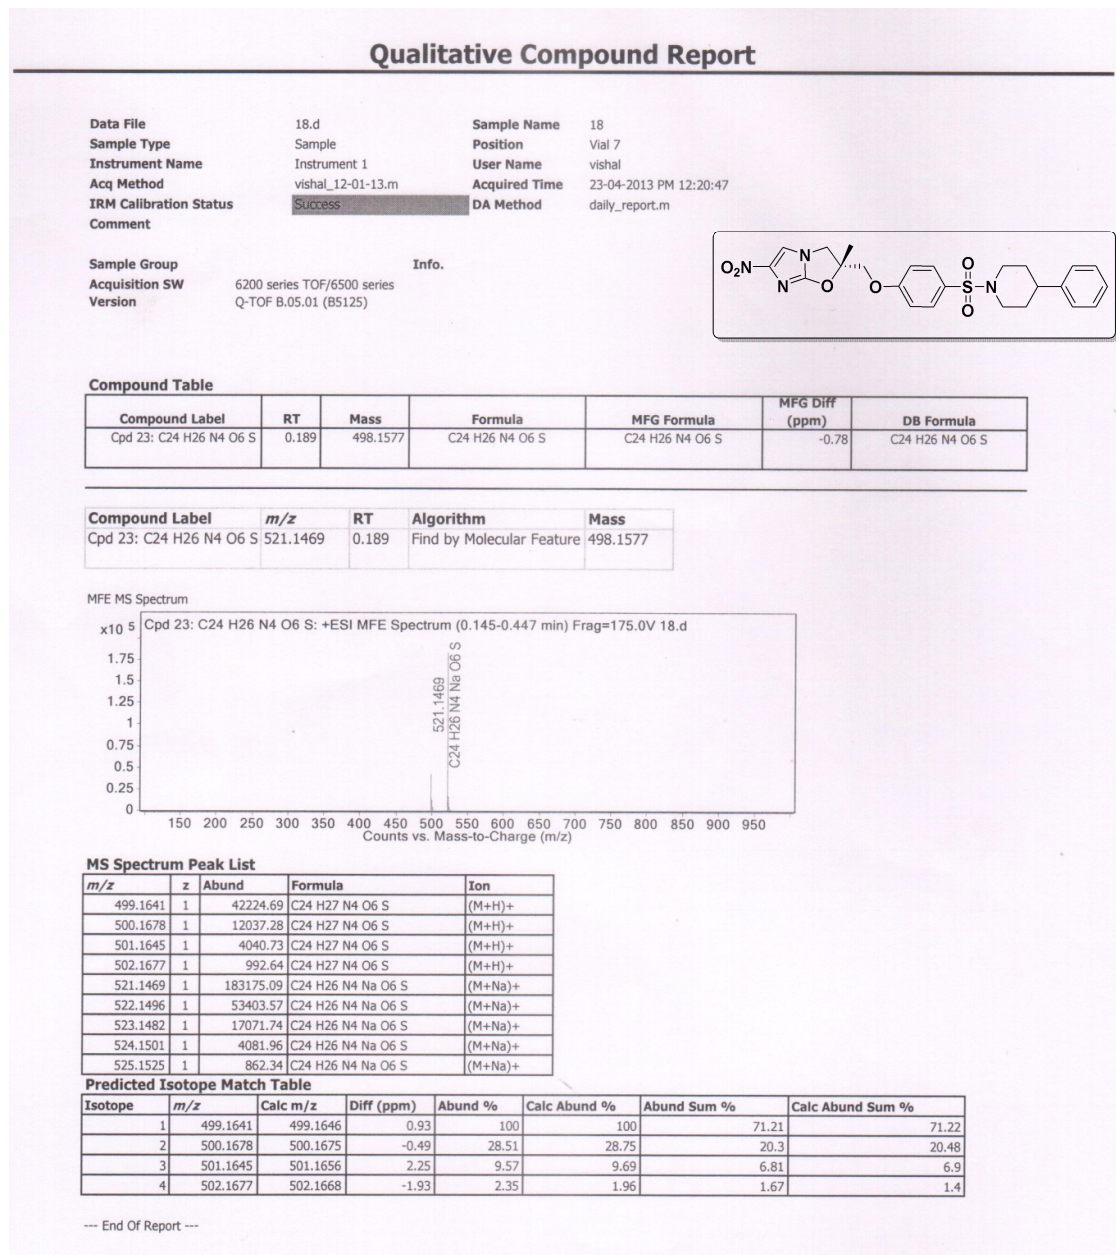 Qualitative Compound Report
Data File 18.d Sample Name 18
Sample Type Sample Position Vial 7
Instrument Name Instrument 1 User Name vishal
Acq Method vishal_12-01-13.m Acquired Time 23-04-2013 PM 12:20:47
IRM Calibration Status Success DA Method daily_report.m
Comment
Sample Group Info.
Acquisition SW 6200 series TOF/6500 series
Version Q-TOF B.05.01 (B5125)
O2N N N O O O S O N
Compound Table
Compound Label RT Mass Formula MFG Formula MFG Diff (ppm) DB Formula
Cpd 23: C24 H26 N4 O6 S 0.189 498.1577 C24 H26 N4 O6 S C24 H26 N4 O6 S -0.78 C24 H26 N4 O6 S
Compound Label m/z RT Algorithm Mass
Cpd 23: C24 H26 N4 O6 S 521.1469 0.189 Find by Molecular Feature 498.1577
MFE MS Spectrum
x10 5 Cpd 23: C24 H26 N4 O6 S: +ESI MFE Spectrum (0.145-0.447 min) Frag=175.0V 18.d
1.75
1.5
1.25
1
0.75
0.5
0.25
0
521.1469
C24 H26 N4 Na O6 S
150 200 250 300 350 400 450 500 550 600 650 700 750 800 850 900 950
Counts vs. Mass-to-Charge (m/z)
MS Spectrum Peak List
m/z z Abund Formula Ion
499.1641 1 42224.69 C24 H27 N4 O6 S (M+H)+
500.1678 1 12037.28 C24 H27 N4 O6 S (M+H)+
501.1645 1 4040.73 C24 H27 N4 O6 S (M+H)+
502.1677 1 992.64 C24 H27 N4 O6 S (M+H)+
521.1469 1 183175.09 C24 H26 N4 Na O6 S (M+Na)+
522.1496 1 53403.57 C24 H26 N4 Na O6 S (M+Na)+
523.1482 1 17071.74 C24 H26 N4 Na O6 S (M+Na)+
524.1501 1 4081.96 C24 H26 N4 Na O6 S (M+Na)+
525.1525 1 862.34 C24 H26 N4 Na O6 S (M+Na)+
Predicted Isotope Match Table
Isotope m/z Calc m/z Diff (ppm) Abund % Calc Abund % Abund Sum % Calc Abund Sum %
1 499.1641 499.1646 0.93 100 100 71.21 71.22
2 500.1678 500.1675 -0.49 28.51 28.75 20.3 20.48
3 501.1645 501.1656 2.25 9.57 9.69 6.81 6.9
4 502.1677 502.1668 -1.93 2.35 1.96 1.67 1.4
--- End Of Report ---